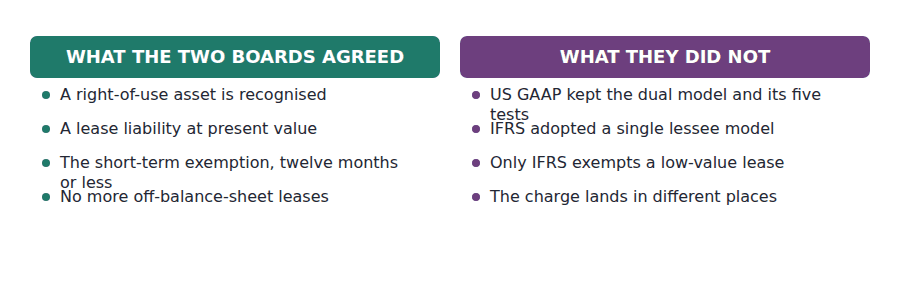 WHAT THE TWO BOARDS AGREED
A right-of-use asset is recognised
A lease liability at present value
The short-term exemption, twelve months
or less
No more off-balance-sheet leases
WHAT THEY DID NOT
US GAAP kept the dual model and its five
tests
IFRS adopted a single lessee model
Only IFRS exempts a low-value lease
The charge lands in different places